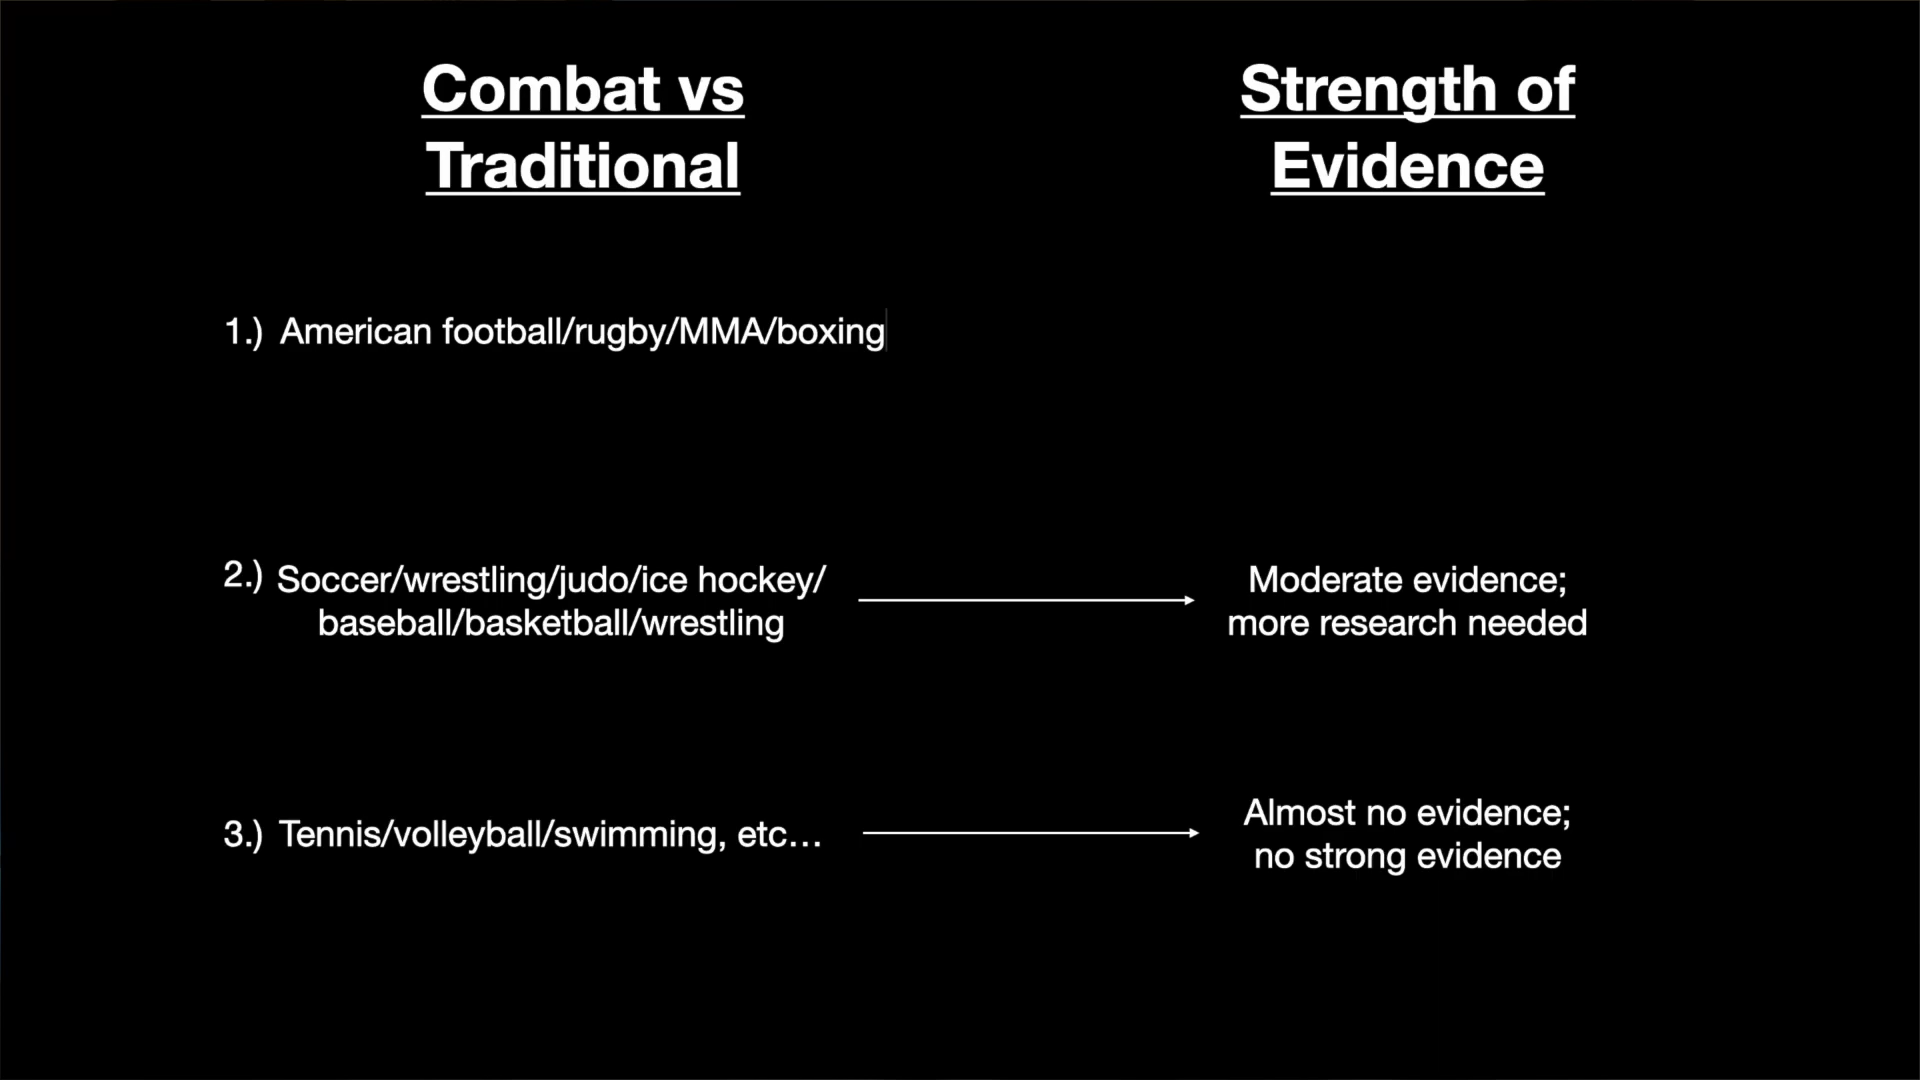 Combat vs
Traditional
Strength of
Evidence
1.) American football/rugby/MMA/boxing
2.) Soccer/wrestling/judo/ice hockey/
baseball/basketball/wrestling
Moderate evidence;
more research needed
3.) Tennis/volleyball/swimming, etc…
Almost no evidence;
no strong evidence